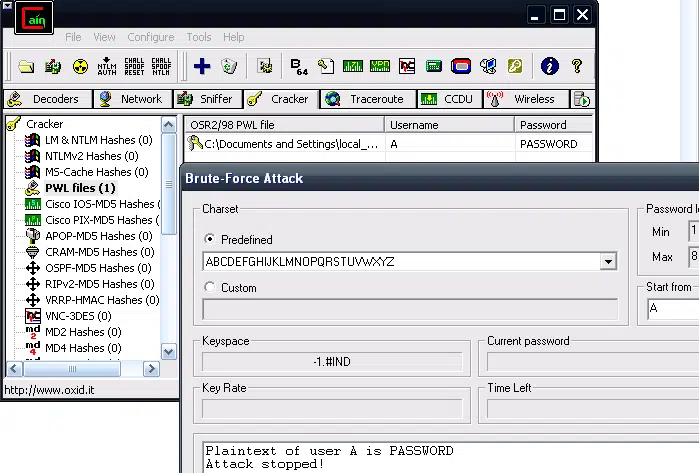 Cain
File View Configure Tools Help
NTLM AUTH CHALL SPOOF RESET CHALL SPOOF NTLM B64
Decoders Network Sniffer Cracker Traceroute CCDU Wireless
Cracker
LM & NTLM Hashes (0)
NTLMv2 Hashes (0)
MS-Cache Hashes (0)
PWL files (1)
Cisco IOS-MD5 Hashes (
Cisco PIX-MD5 Hashes (
APOP-MD5 Hashes (0)
CRAM-MD5 Hashes (0)
OSPF-MD5 Hashes (0)
RIPv2-MD5 Hashes (0)
VRRP-HMAC Hashes (0)
VNC-3DES (0)
MD2 Hashes (0)
MD4 Hashes (0)
http://www.oxid.it
OSR2/98 PWL file Username Password
C:\Documents and Settings\local_... A PASSWORD
Brute-Force Attack
Charset
Predefined
ABCDEFGHIJKLMNOPQRSTUVWXYZ
Custom
Password l
Min 1
Max 8
Start from
A
Keyspace
-1.#IND
Current password
Key Rate
Time Left
Plaintext of user A is PASSWORD
Attack stopped!